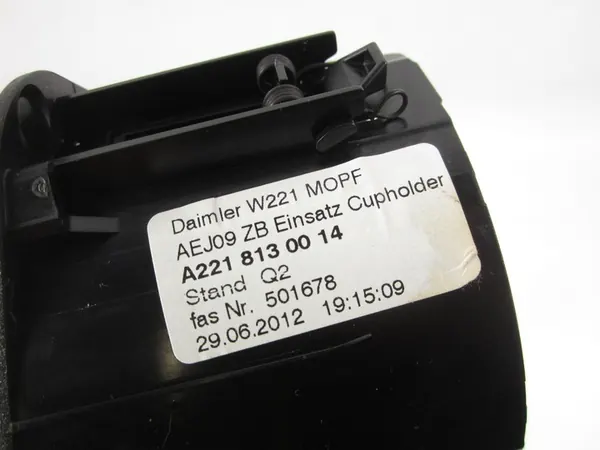 Daimler W221 MOPF
AEJ09 ZB Einsatz Cupholder
A221 813 00 14
Stand Q2
fas Nr. 501678
29.06.2012 19:15:09